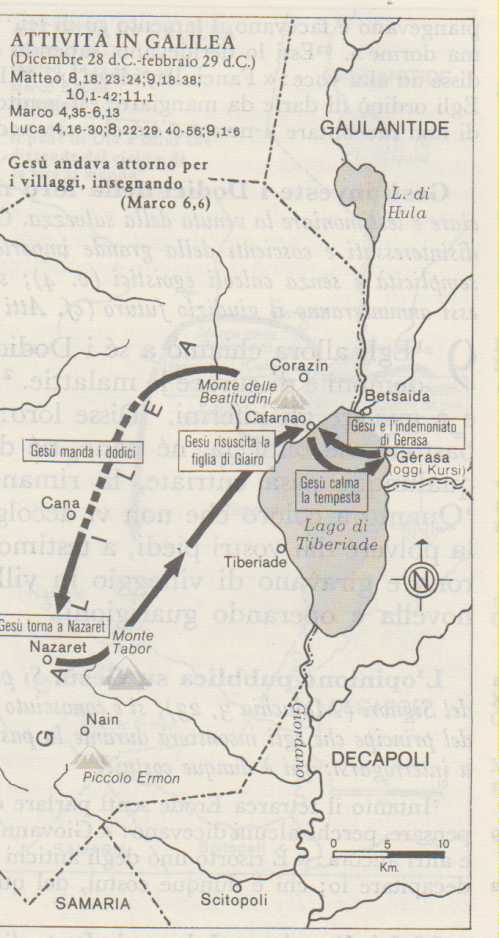 ATTIVITÀ IN GALILEA
(Dicembre 28 d.C.-febbraio 29 d.C.)
Matteo 8,18.23-24;9,18-38;
10,1-42;11,1
Marco 4,35-6,13
Luca 4,16-30;8,22-29.40-56;9,1-6
Gesù andava attorno per
i villaggi, insegnando
(Marco 6,6)
GAULANITIDE
L. di
Hula
GALILEA
Corazin
Monte delle
Beatitudini
Betsaida
Cafarnao
Gesù e l'indemoniato
di Gerasa
Gesù risuscita la
figlia di Giairo
Gesù manda i dodici
Gerasa
(oggi Kursi)
Gesù calma
la tempesta
Cana
Lago di
Tiberiade
Tiberiade
N
Gesù torna a Nazaret
Nazaret
Monte
Tabor
Nain
Giordano
Piccolo Ermon
DECAPOLI
0 5 10
Km.
SAMARIA
Scitopoli